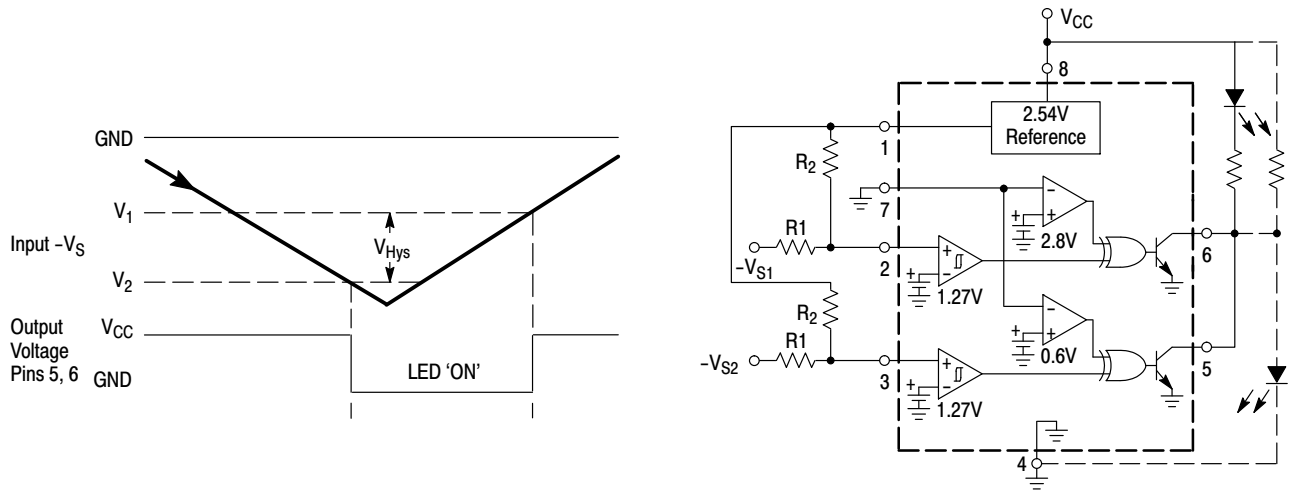 GND
V1
Input –VS
VHys
V2
Output
Voltage
Pins 5, 6
VCC
GND
LED ‘ON’
VCC
8
2.54V
Reference
1
R2
7
–
+
2.8V
6
R1
–VS1
2
+
–
+
1.27V
R2
–
+
0.6V
R1
–VS2
3
+
–
+
1.27V
5
4